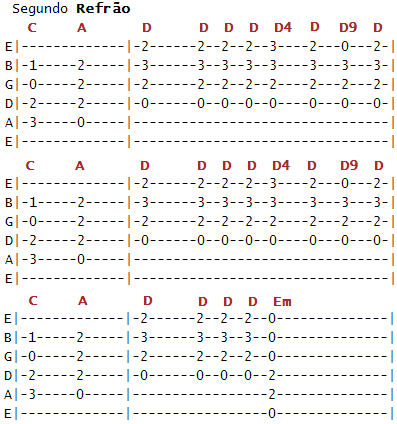 Segundo Refrão
C A D D D D D4 D D9 D
E|-------------|-2------2--2--2--3----2---0---2-|
B|-1-----2-----|-3------3--3--3--3----3---3---3-|
G|-0-----2-----|-2------2--2--2--2----2---2---2-|
D|-2-----2-----|-0------0--0--0--0----0---0---0-|
A|-3-----0-----|--------------------------------|
E|-------------|--------------------------------|
C A D D D D D4 D D9 D
E|-------------|-2------2--2--2--3----2---0---2-|
B|-1-----2-----|-3------3--3--3--3----3---3---3-|
G|-0-----2-----|-2------2--2--2--2----2---2---2-|
D|-2-----2-----|-0------0--0--0--0----0---0---0-|
A|-3-----0-----|--------------------------------|
E|-------------|--------------------------------|
C A D D D D Em
E|-------------|-2------2--2--2--0--------------|
B|-1-----2-----|-3------3--3--3--0--------------|
G|-0-----2-----|-2------2--2--2--0--------------|
D|-2-----2-----|-0------0--0--0--2--------------|
A|-3-----0-----|-----------------2--------------|
E|-------------|-----------------0--------------|